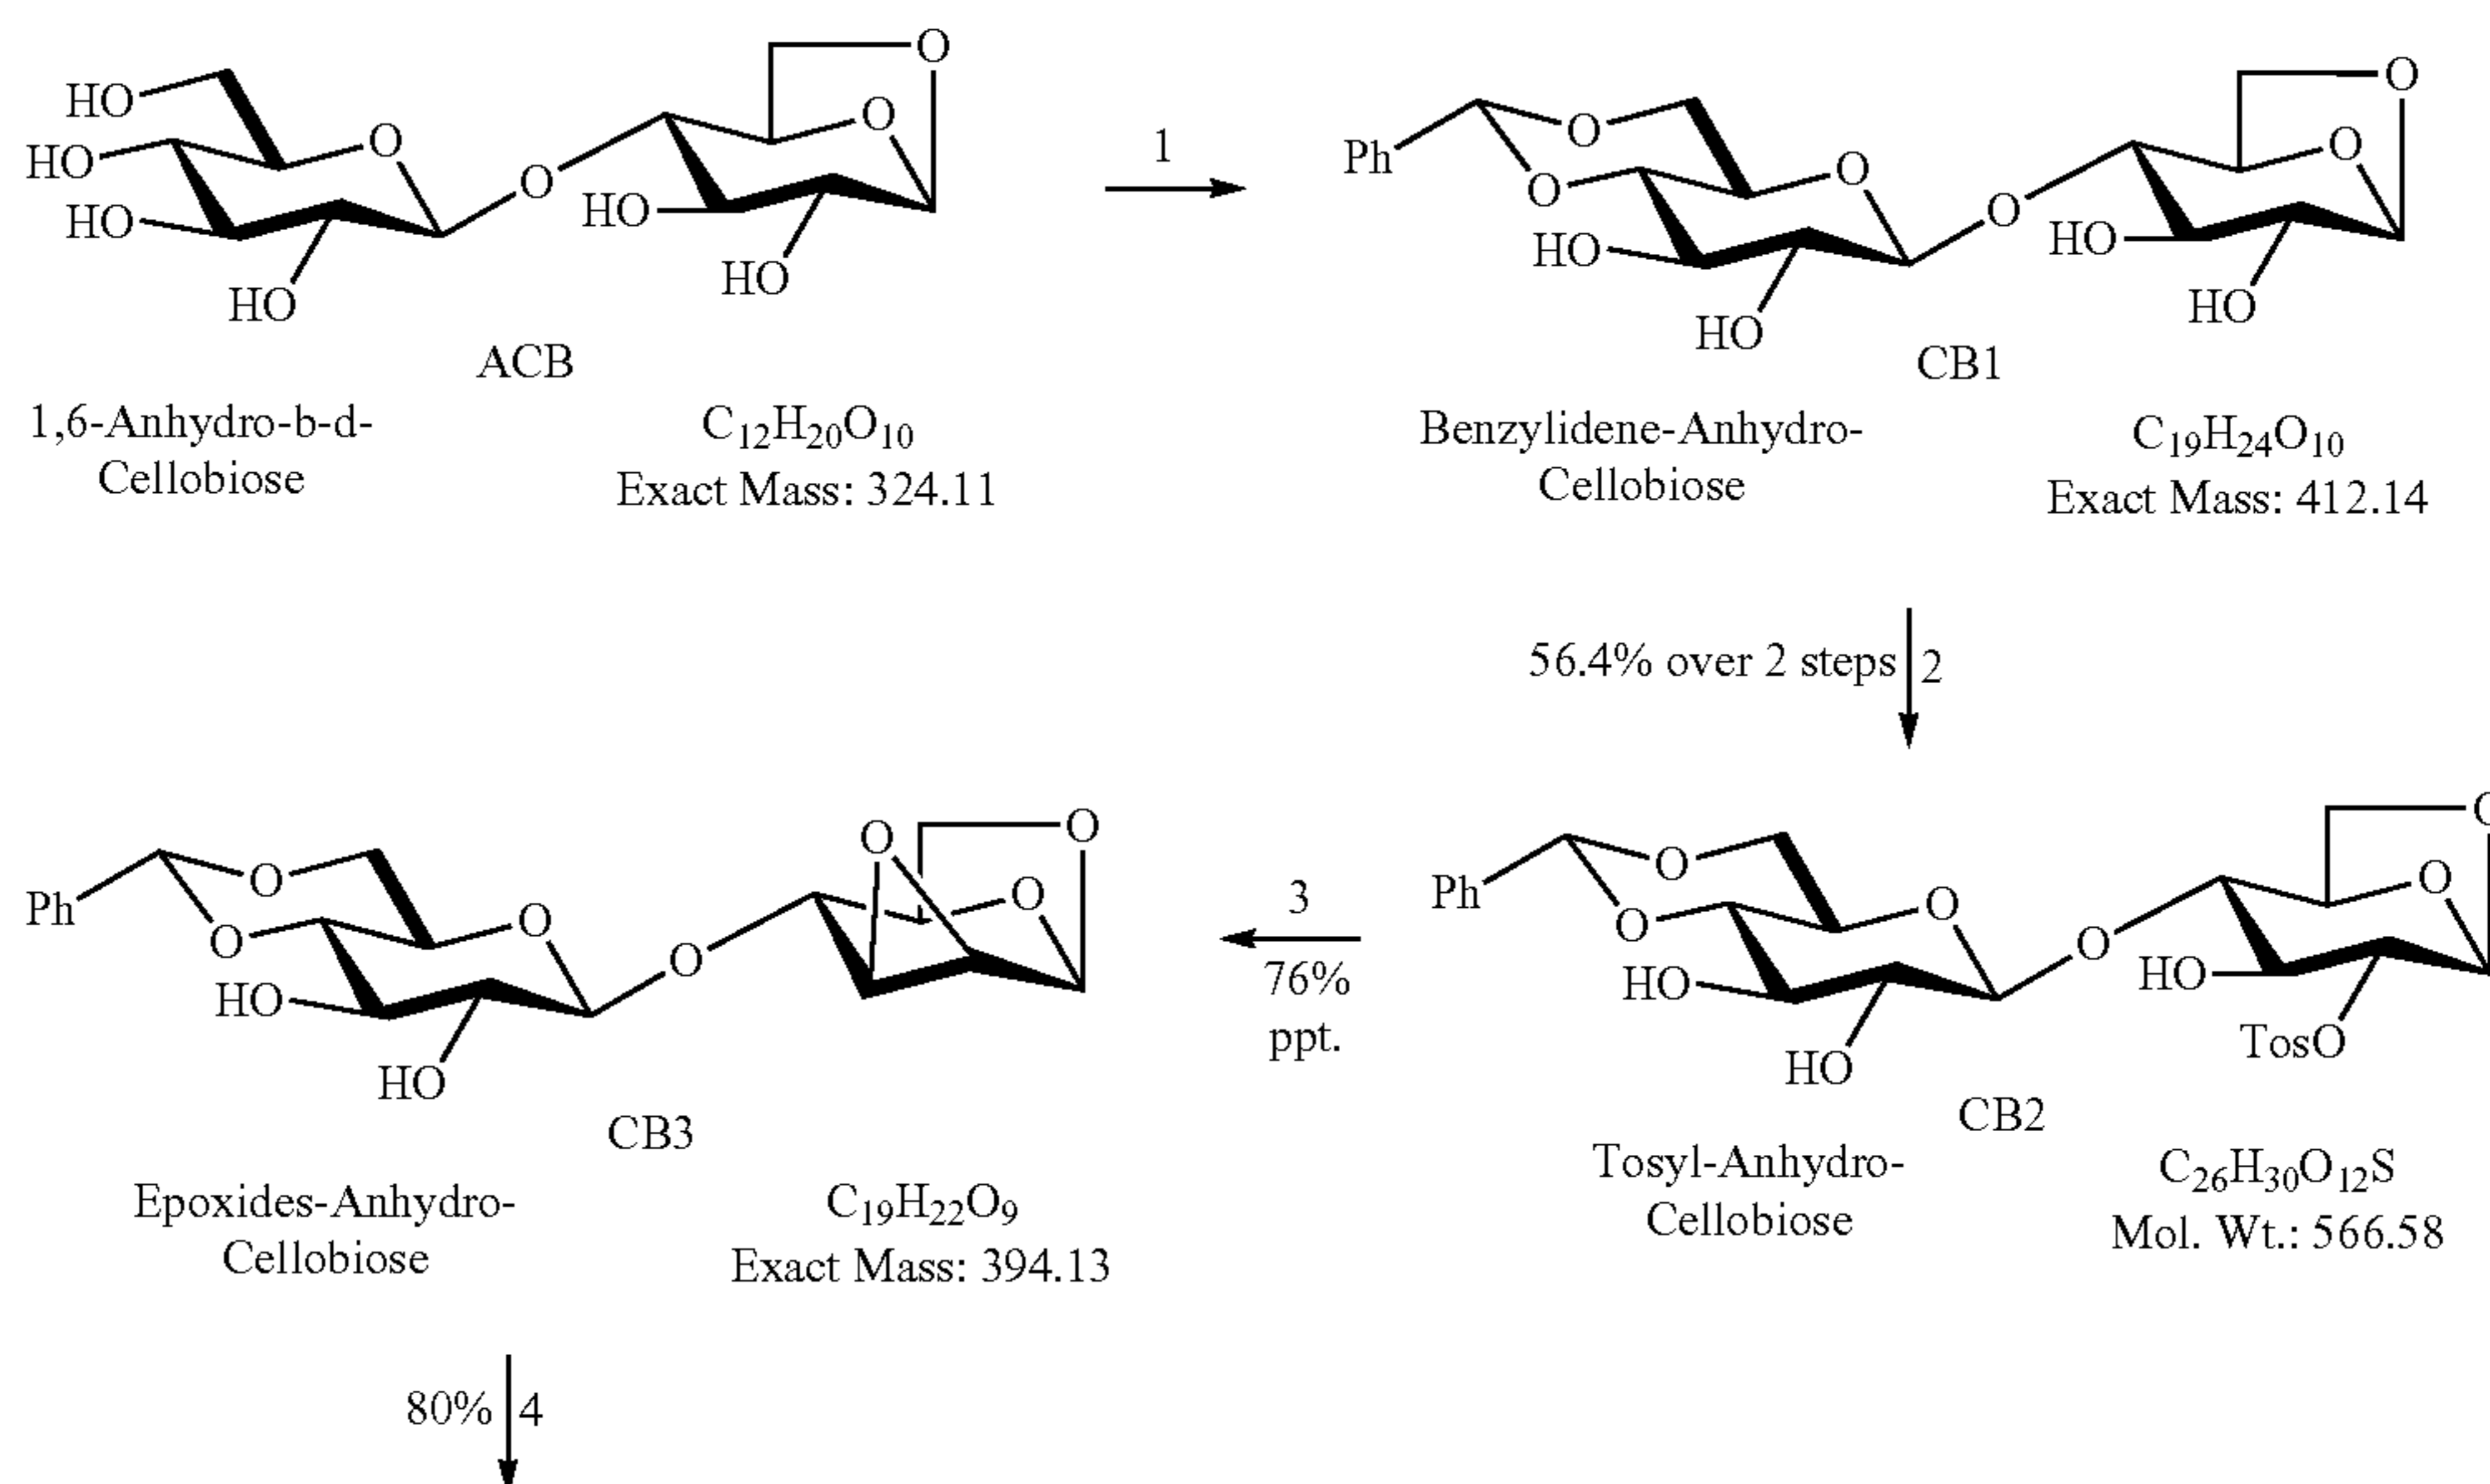 HO
HO
HO
HO
O
O
HO
HO
O
O
ACB
1,6-Anhydro-b-d-
Cellobiose
C₁₂H₂₀O₁₀
Exact Mass: 324.11
1
Ph
O
O
HO
HO
O
O
HO
HO
O
O
CB1
Benzylidene-Anhydro-
Cellobiose
C₁₉H₂₄O₁₀
Exact Mass: 412.14
56.4% over 2 steps 2
Ph
O
O
HO
HO
O
O
O
O
O
CB3
Epoxides-Anhydro-
Cellobiose
C₁₉H₂₂O₉
Exact Mass: 394.13
3
76%
ppt.
Ph
O
O
HO
HO
O
O
HO
TosO
O
CB2
Tosyl-Anhydro-
Cellobiose
C₂₆H₃₀O₁₂S
Mol. Wt.: 566.58
80% 4